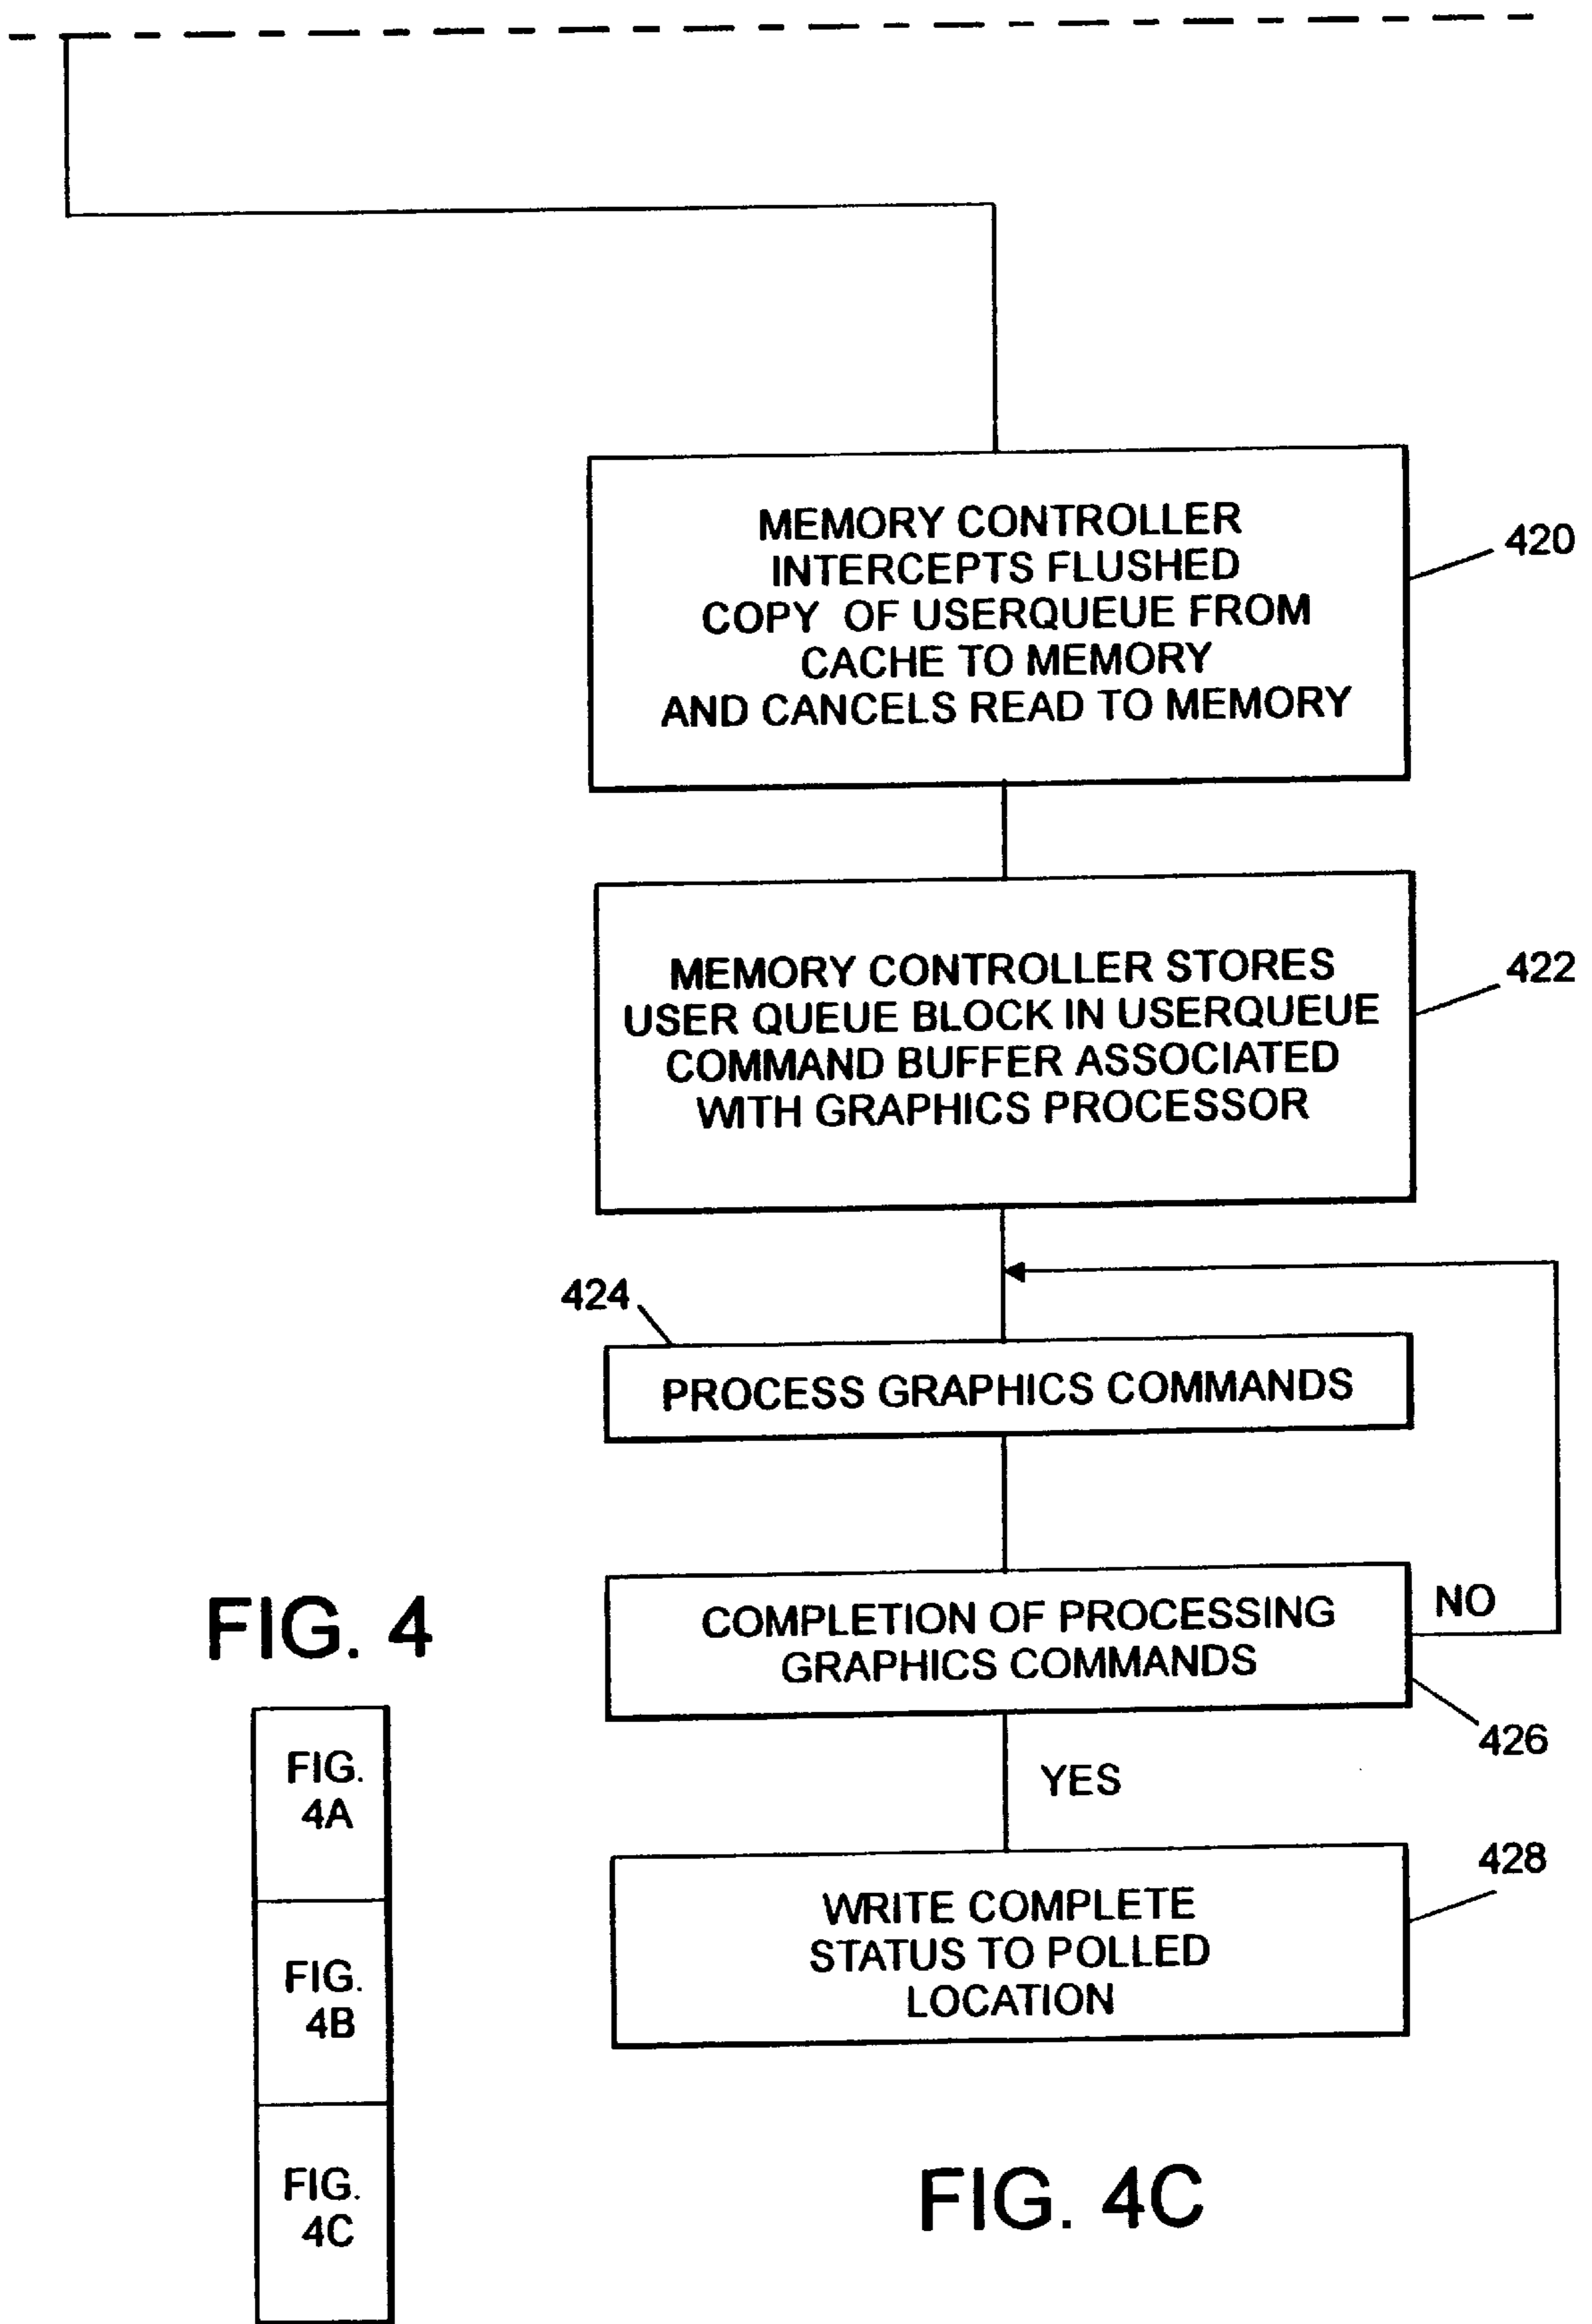 MEMORY CONTROLLER
INTERCEPTS FLUSHED
COPY OF USERQUEUE FROM
CACHE TO MEMORY
AND CANCELS READ TO MEMORY
420
MEMORY CONTROLLER STORES
USER QUEUE BLOCK IN USERQUEUE
COMMAND BUFFER ASSOCIATED
WITH GRAPHICS PROCESSOR
422
424
PROCESS GRAPHICS COMMANDS
COMPLETION OF PROCESSING
GRAPHICS COMMANDS
NO
426
YES
WRITE COMPLETE
STATUS TO POLLED
LOCATION
428
FIG. 4
FIG.
4A
FIG.
4B
FIG.
4C
FIG. 4C